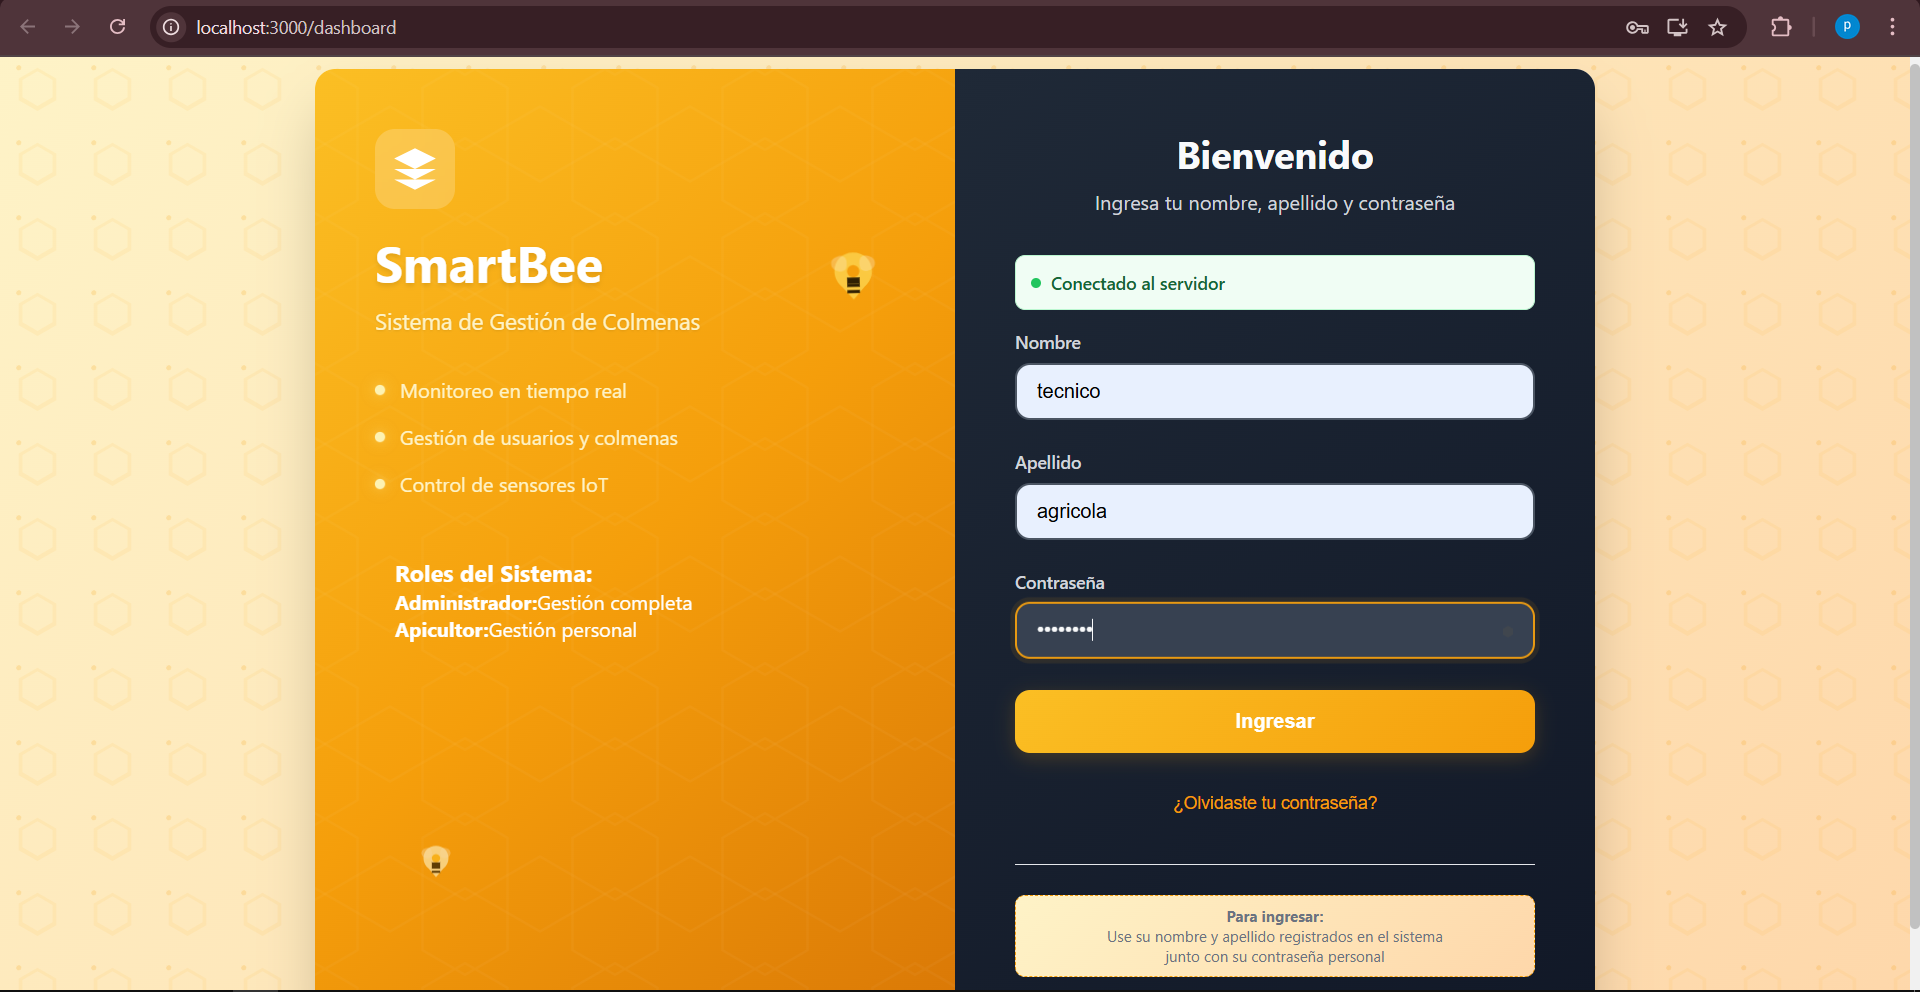 localhost:3000/dashboard
p
SmartBee
Sistema de Gestión de Colmenas
Monitoreo en tiempo real
Gestión de usuarios y colmenas
Control de sensores IoT
Roles del Sistema:
Administrador:Gestión completa
Apicultor:Gestión personal
Bienvenido
Ingresa tu nombre, apellido y contraseña
Conectado al servidor
Nombre
tecnico
Apellido
agricola
Contraseña
••••••••
Ingresar
¿Olvidaste tu contraseña?
Para ingresar:
Use su nombre y apellido registrados en el sistema
junto con su contraseña personal